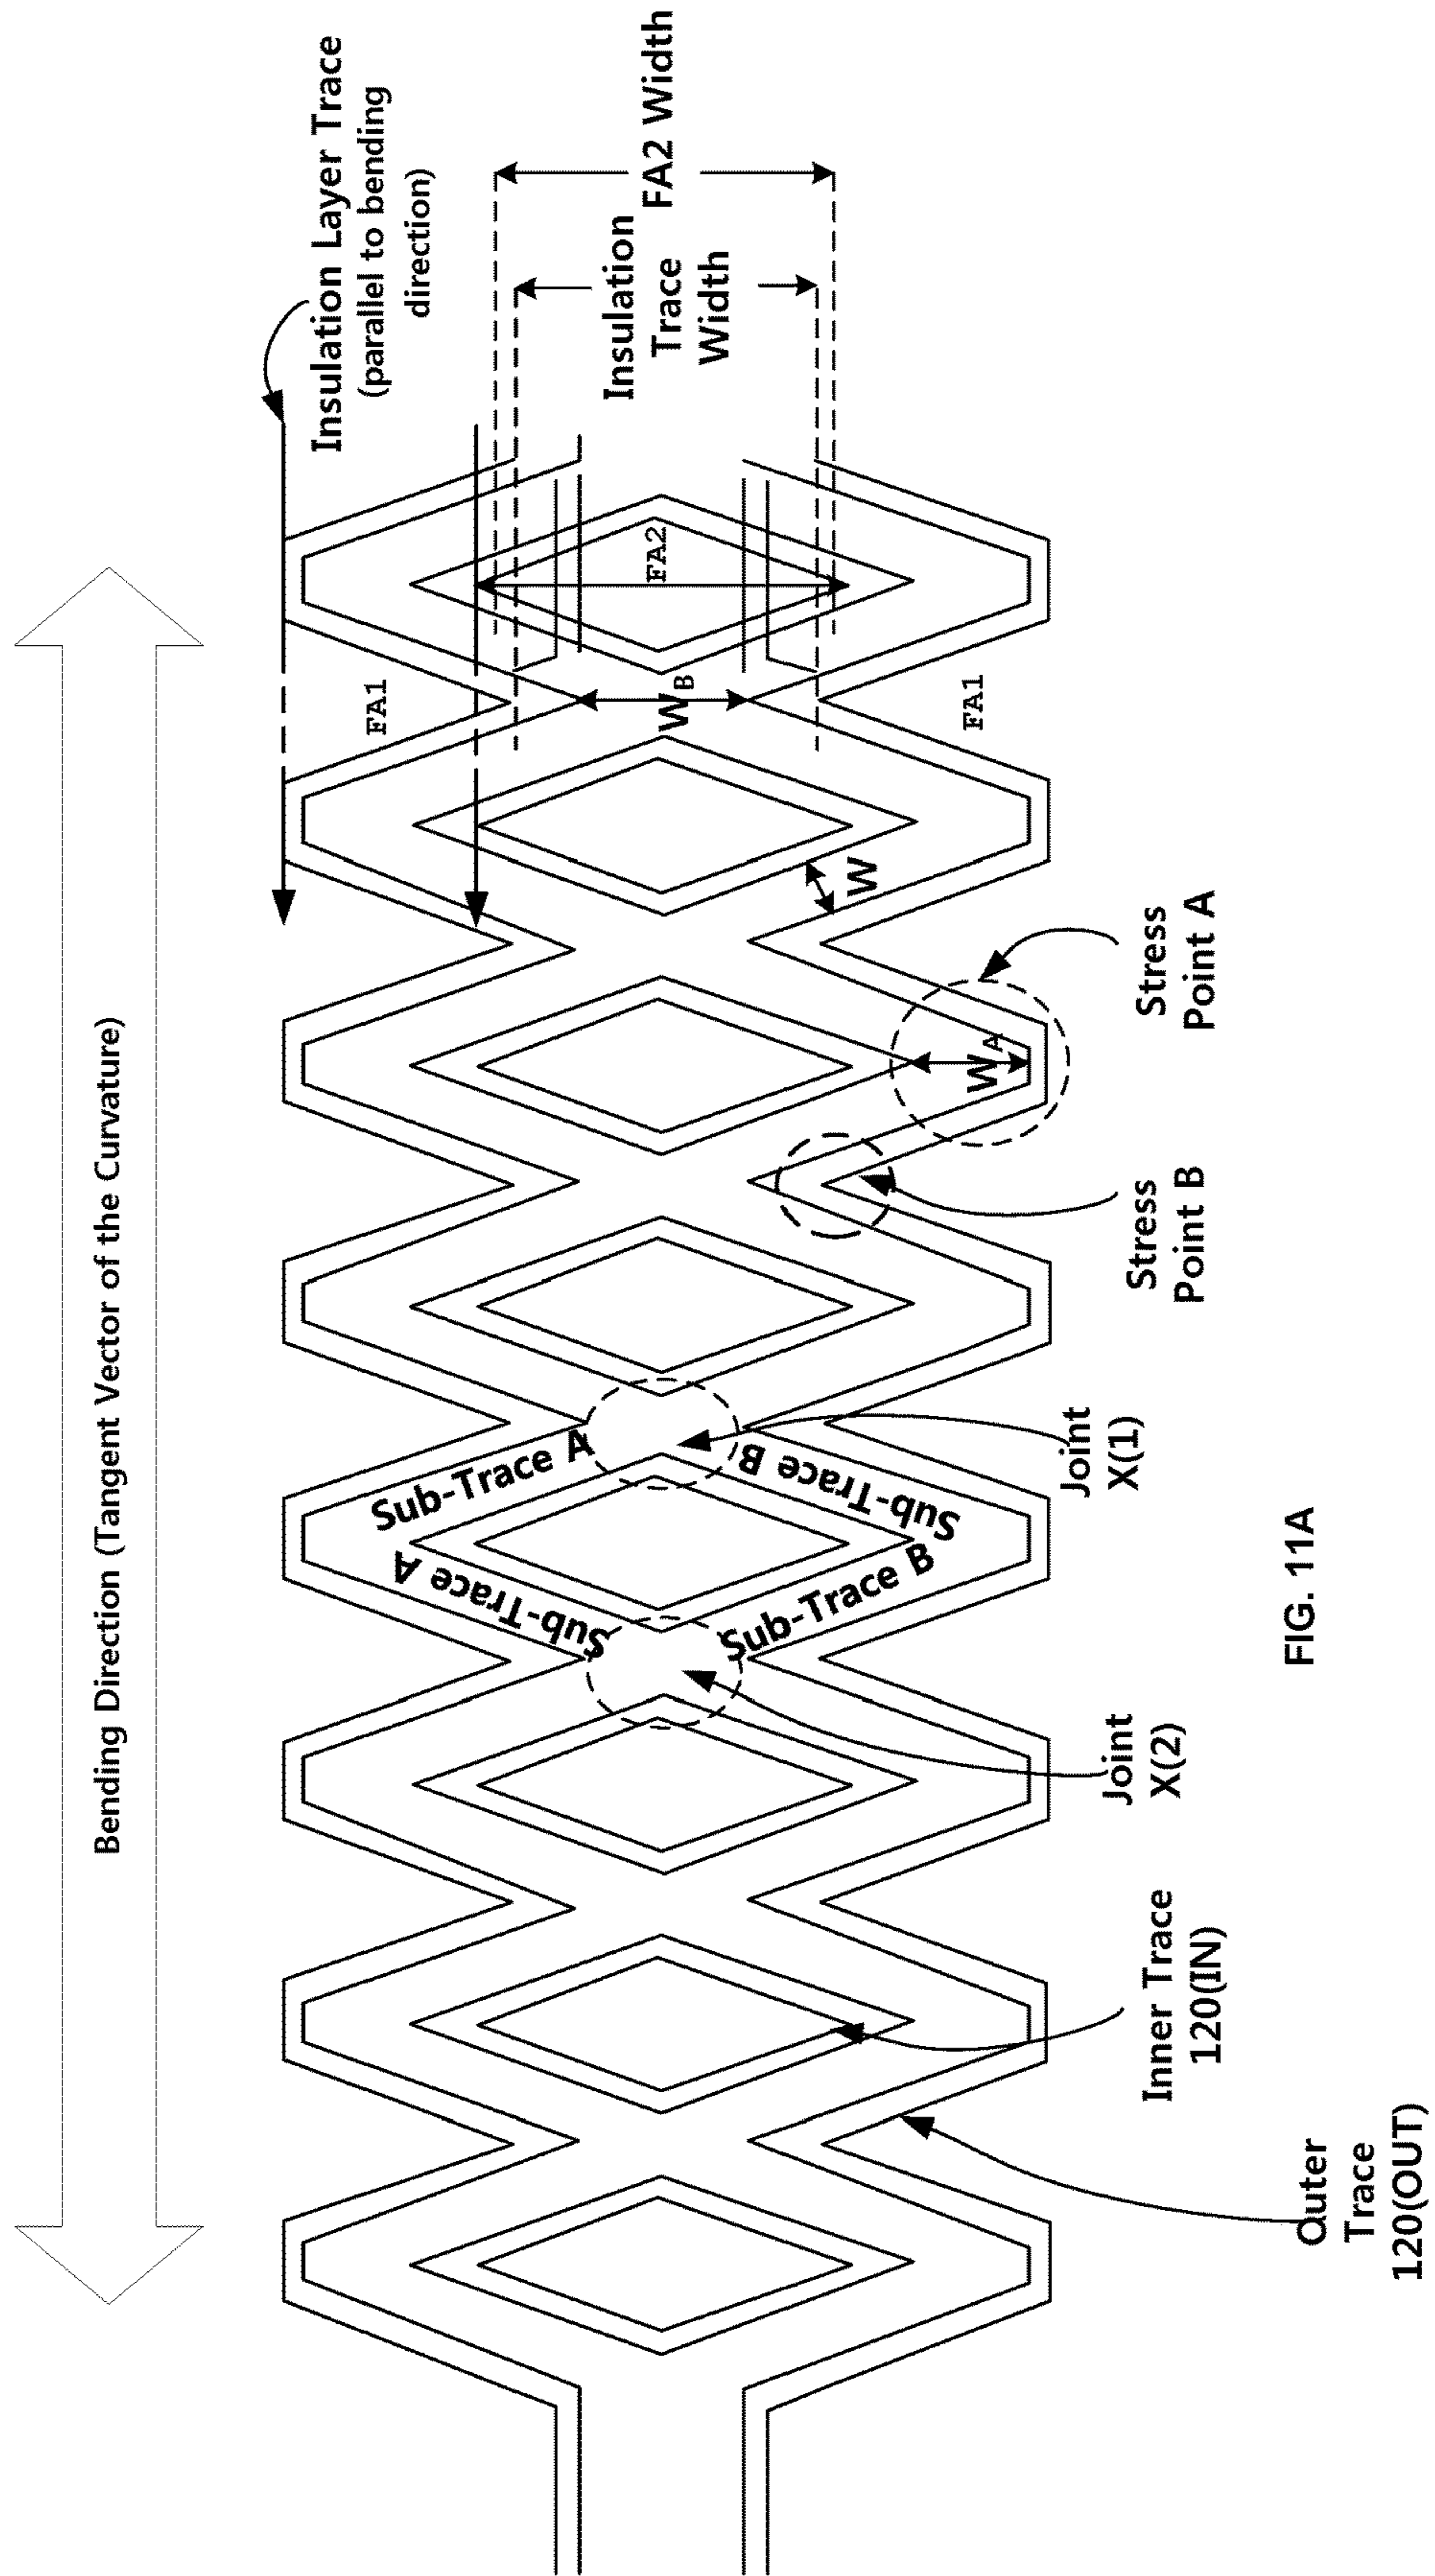 Bending Direction (Tangent Vector of the Curvature)
Insulation Layer Trace
(parallel to bending
direction)
FA2 Width
Insulation
Trace
Width
FA1
FA2
FA1
WB
W
WA
Stress
Point A
Stress
Point B
Sub-Trace A
Sub-Trace B
Sub-Trace A
Sub-Trace B
Joint
X(1)
Joint
X(2)
Inner Trace
120(IN)
Outer
Trace
120(OUT)
FIG. 11A